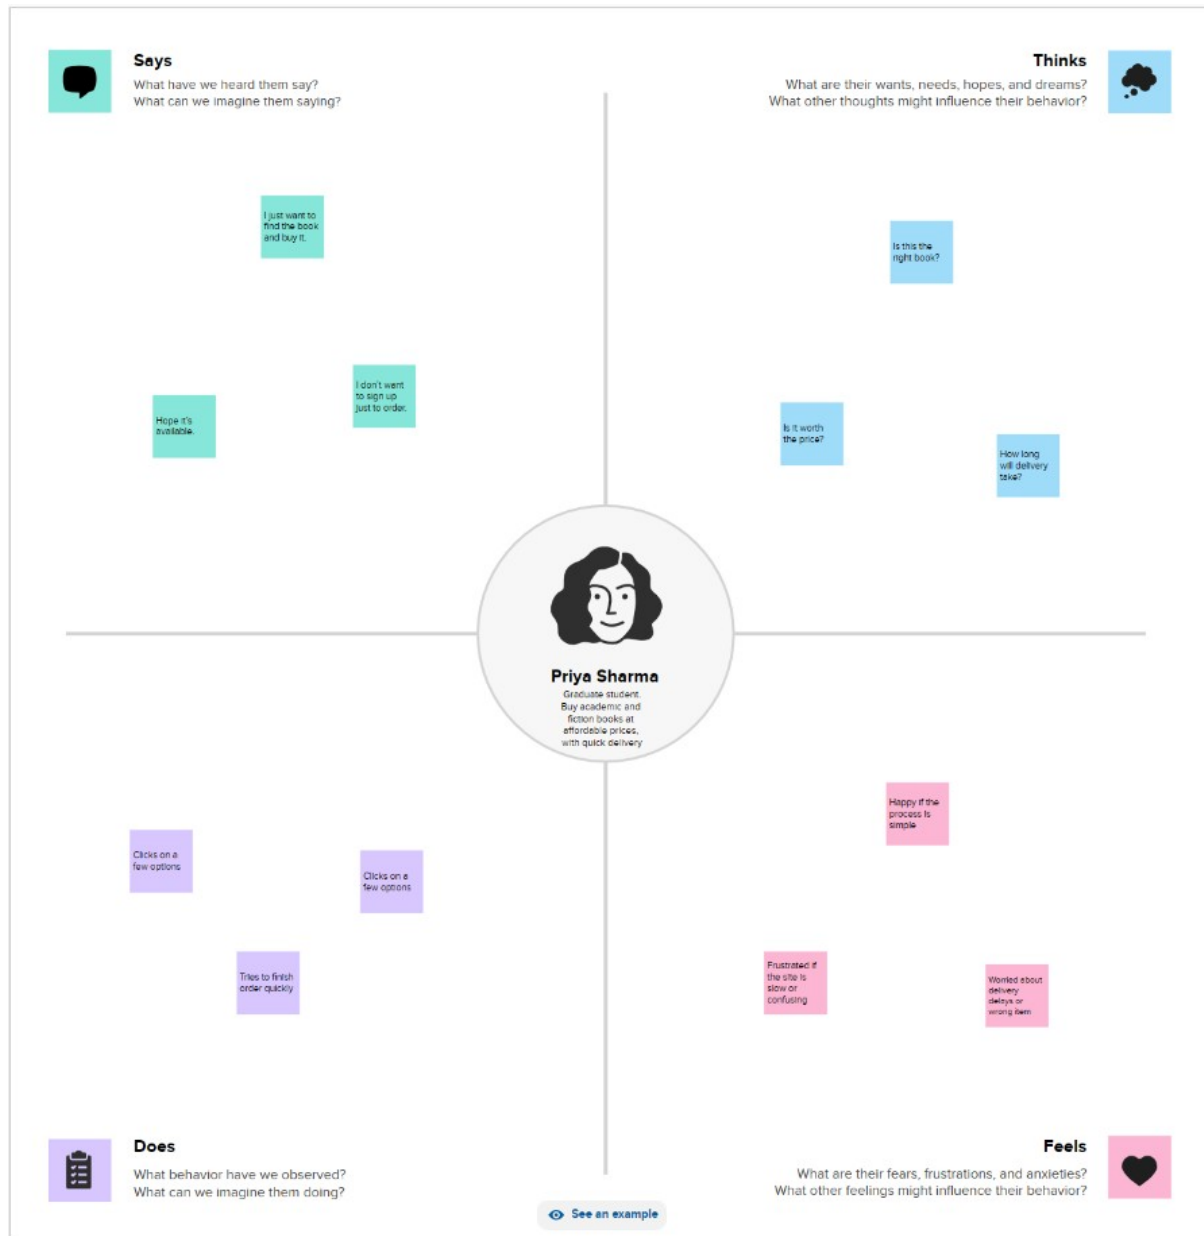 Says
What have we heard them say?
What can we imagine them saying?
Thinks
What are their wants, needs, hopes, and dreams?
What other thoughts might influence their behavior?
I just want to
find the book
and buy it.
Hope it's
available.
I don't want
to sign up
just to order.
Is this the
right book?
Is it worth
the price?
How long
will delivery
take?
Priya Sharma
Graduate student.
Buy academic and
fiction books at
affordable prices,
with quick delivery
Clicks on a
few options
Clicks on a
few options
Tries to finish
order quickly
Happy if the
process is
simple
Frustrated if
the site is
slow or
confusing
Worried about
delivery
delays or
wrong item
Does
What behavior have we observed?
What can we imagine them doing?
Feels
What are their fears, frustrations, and anxieties?
What other feelings might influence their behavior?
See an example